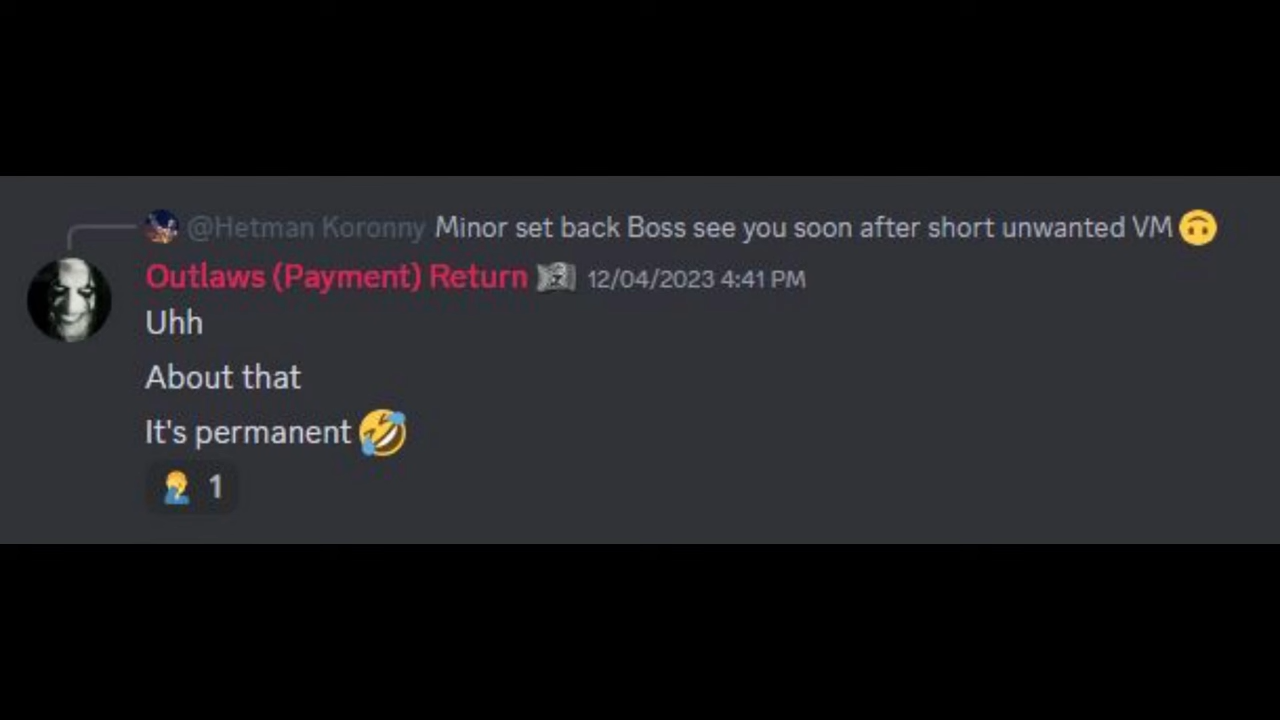 @Hetman Koronny Minor set back Boss see you soon after short unwanted VM 🙃
Outlaws (Payment) Return 12/04/2023 4:41 PM
Uhh
About that
It's permanent 🤣
🤦‍♂️ 1